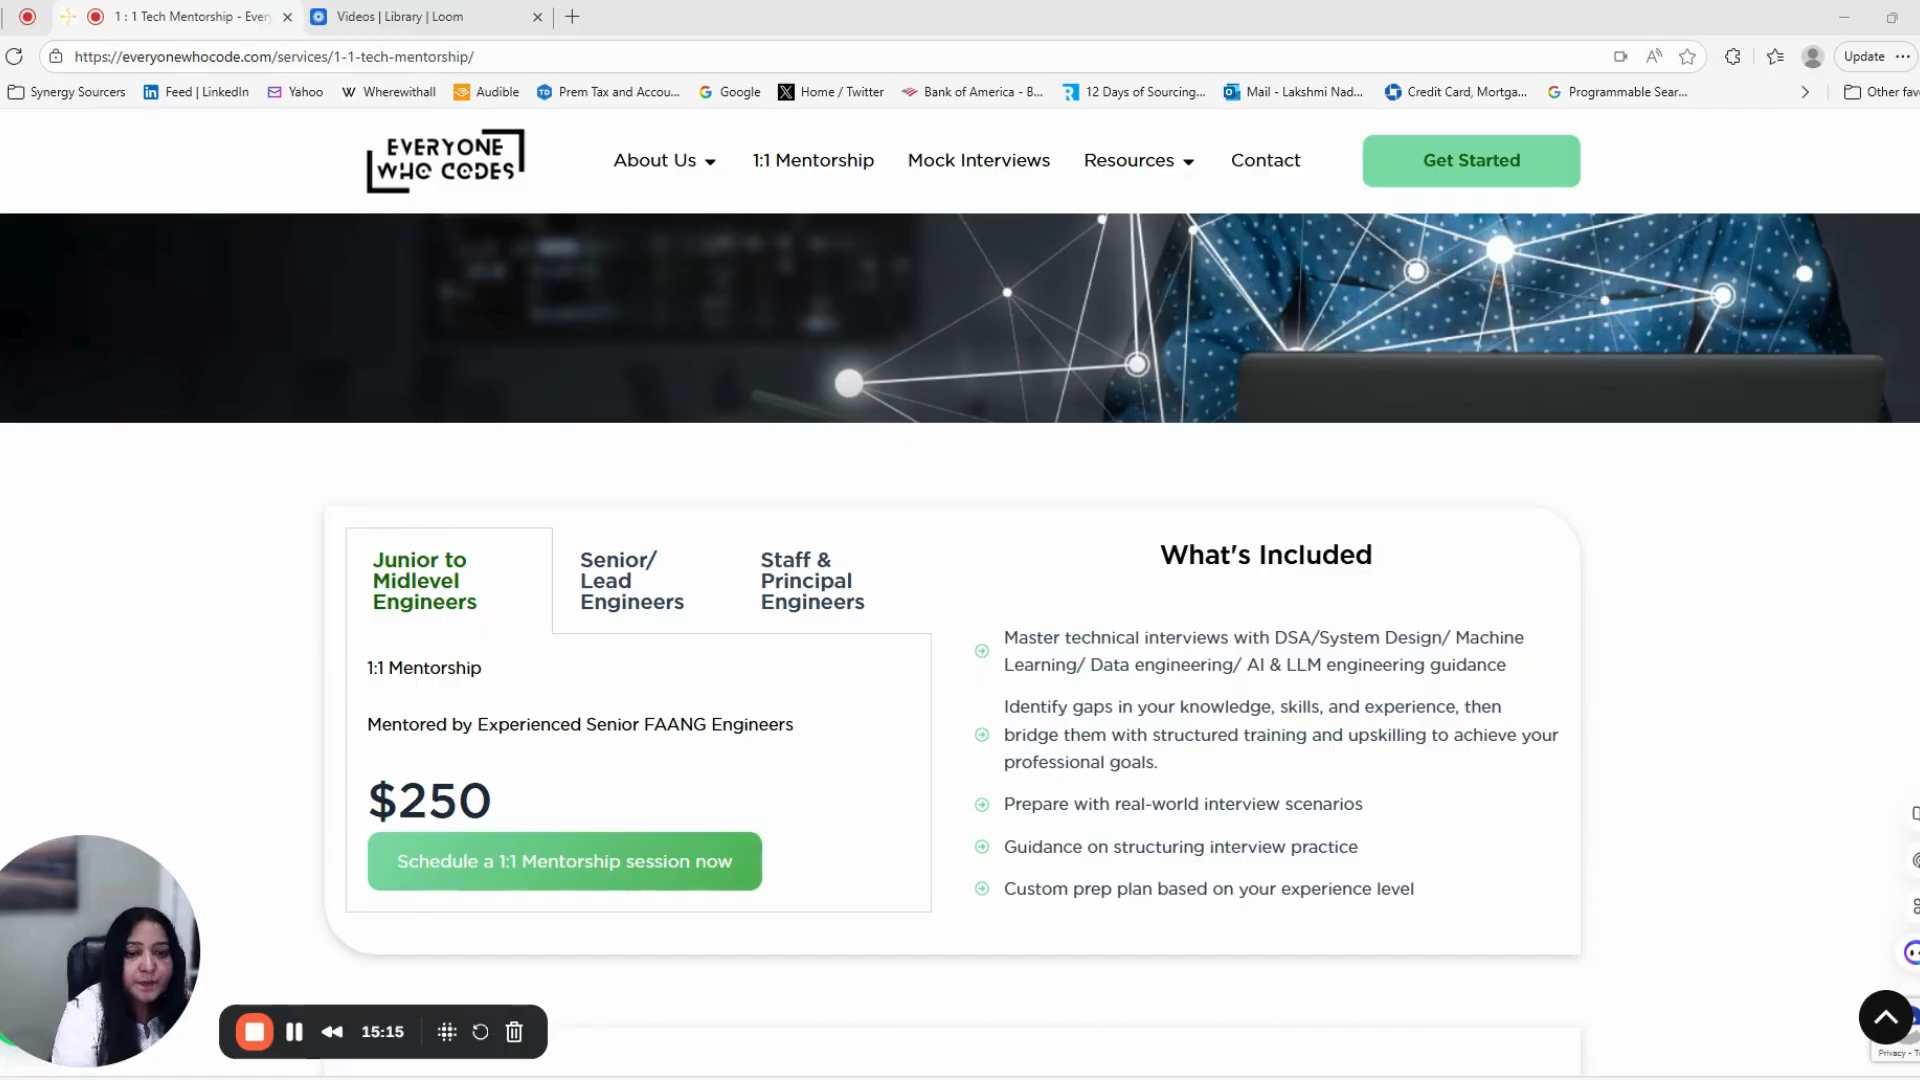 1 : 1 Tech Mentorship - Every
Videos | Library | Loom
https://everyonewhocode.com/services/1-1-tech-mentorship/
Update
Synergy Sourcers
Feed | LinkedIn
Yahoo
Wherewithall
Audible
Prem Tax and Accou...
Google
Home / Twitter
Bank of America - B...
12 Days of Sourcing...
Mail - Lakshmi Nad...
Credit Card, Mortga...
Programmable Sear...
Other fav
EVERYONE
WHO CODES
About Us
1:1 Mentorship
Mock Interviews
Resources
Contact
Get Started
Junior to
Midlevel
Engineers
Senior/
Lead
Engineers
Staff &
Principal
Engineers
1:1 Mentorship
Mentored by Experienced Senior FAANG Engineers
$250
Schedule a 1:1 Mentorship session now
What's Included
Master technical interviews with DSA/System Design/ Machine
Learning/ Data engineering/ AI & LLM engineering guidance
Identify gaps in your knowledge, skills, and experience, then
bridge them with structured training and upskilling to achieve your
professional goals.
Prepare with real-world interview scenarios
Guidance on structuring interview practice
Custom prep plan based on your experience level
15:15
Privacy - T